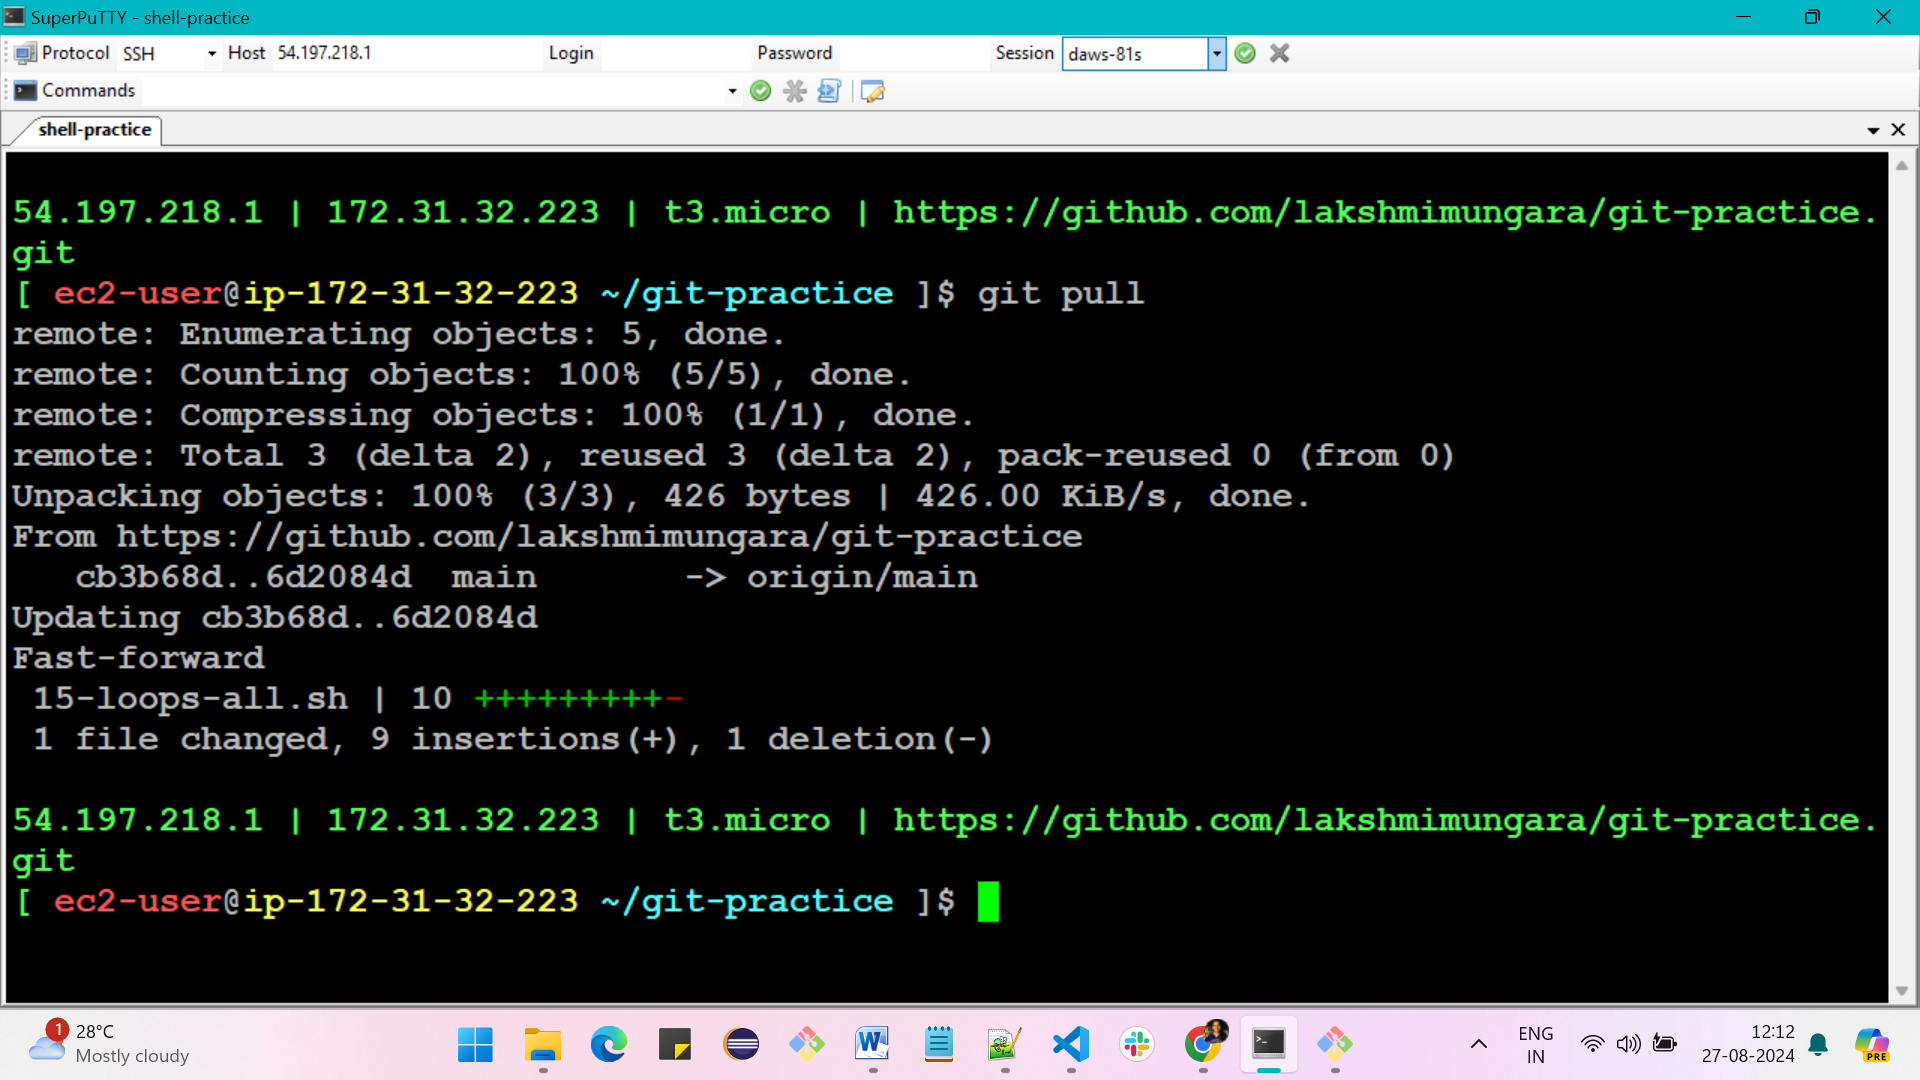 SuperPuTTY - shell-practice
Protocol SSH Host 54.197.218.1 Login Password Session daws-81s
Commands
shell-practice
54.197.218.1 | 172.31.32.223 | t3.micro | https://github.com/lakshmimungara/git-practice.
git
[ ec2-user@ip-172-31-32-223 ~/git-practice ]$ git pull
remote: Enumerating objects: 5, done.
remote: Counting objects: 100% (5/5), done.
remote: Compressing objects: 100% (1/1), done.
remote: Total 3 (delta 2), reused 3 (delta 2), pack-reused 0 (from 0)
Unpacking objects: 100% (3/3), 426 bytes | 426.00 KiB/s, done.
From https://github.com/lakshmimungara/git-practice
   cb3b68d..6d2084d  main       -> origin/main
Updating cb3b68d..6d2084d
Fast-forward
 15-loops-all.sh | 10 +++++++++-
 1 file changed, 9 insertions(+), 1 deletion(-)
54.197.218.1 | 172.31.32.223 | t3.micro | https://github.com/lakshmimungara/git-practice.
git
[ ec2-user@ip-172-31-32-223 ~/git-practice ]$
1
28°C
Mostly cloudy
ENG
IN
12:12
27-08-2024
PRE